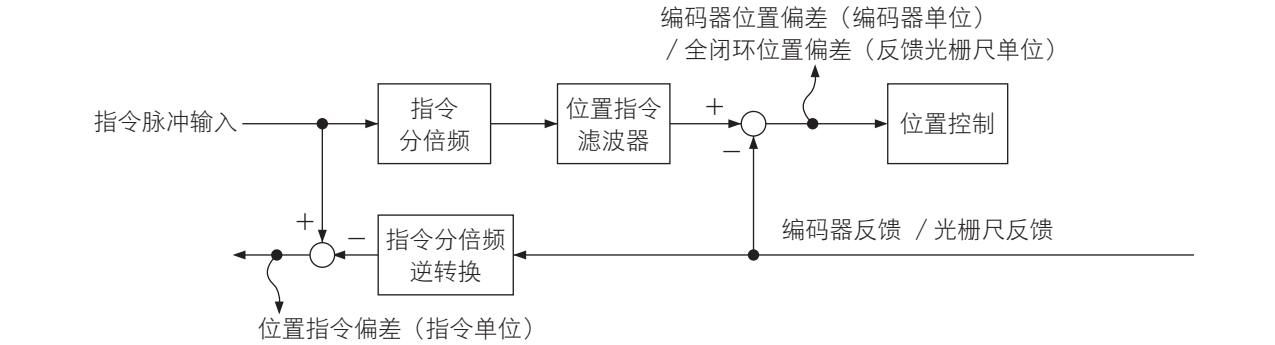 编码器位置偏差（编码器单位）
/ 全闭环位置偏差（反馈光栅尺单位）
指令脉冲输入
指令
分倍频
位置指令
滤波器
+
−
位置控制
+
−
指令分倍频
逆转换
编码器反馈 / 光栅尺反馈
位置指令偏差（指令单位）